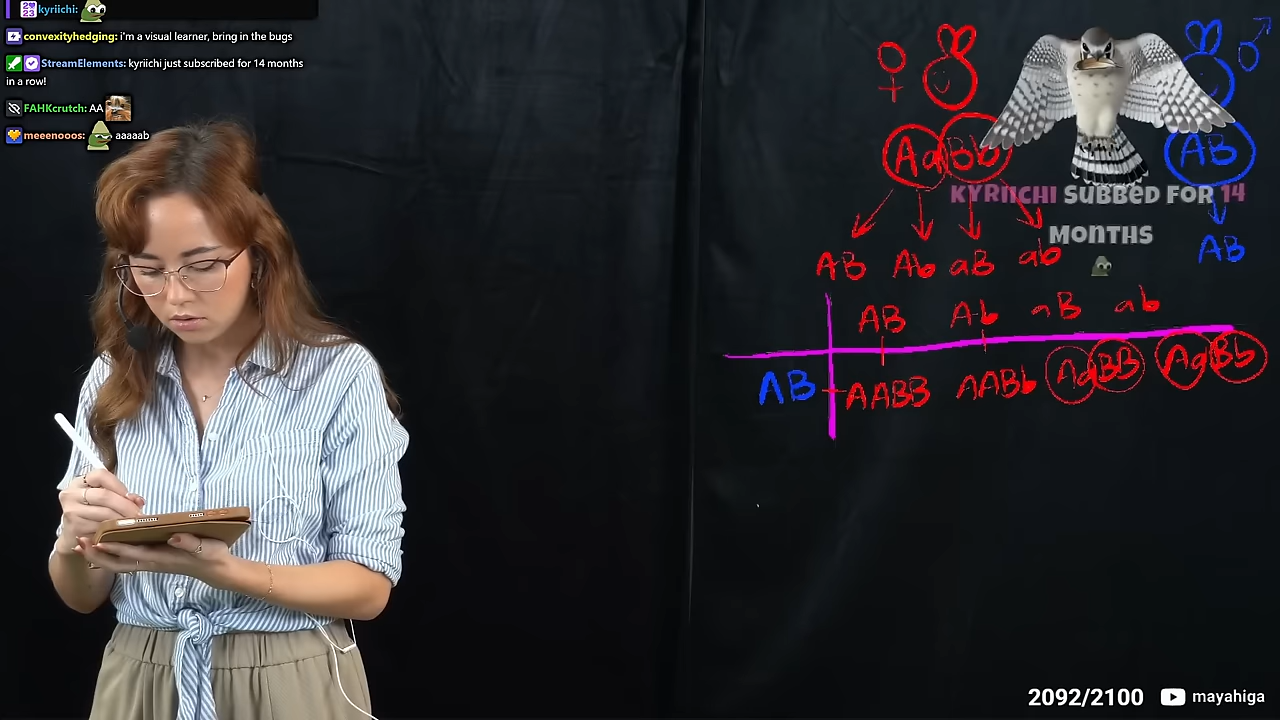 kyriichi:
convexityhedging: i'm a visual learner, bring in the bugs
StreamElements: kyriichi just subscribed for 14 months
in a row!
FAHKcrutch: AA
meeenooos: aaaaab
♀ ♂
AaBb AB
KYRIICHI SUBBED FOR 14
MONTHS
AB Ab aB ab AB
AB Ab aB ab
AB AABB AABb AaBB AaBb
2092/2100 mayahiga